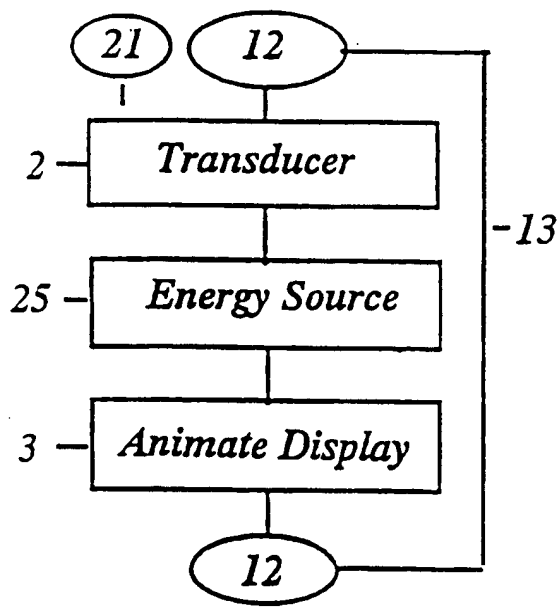 21 12
2 Transducer
13
25 Energy Source
3 Animate Display
12